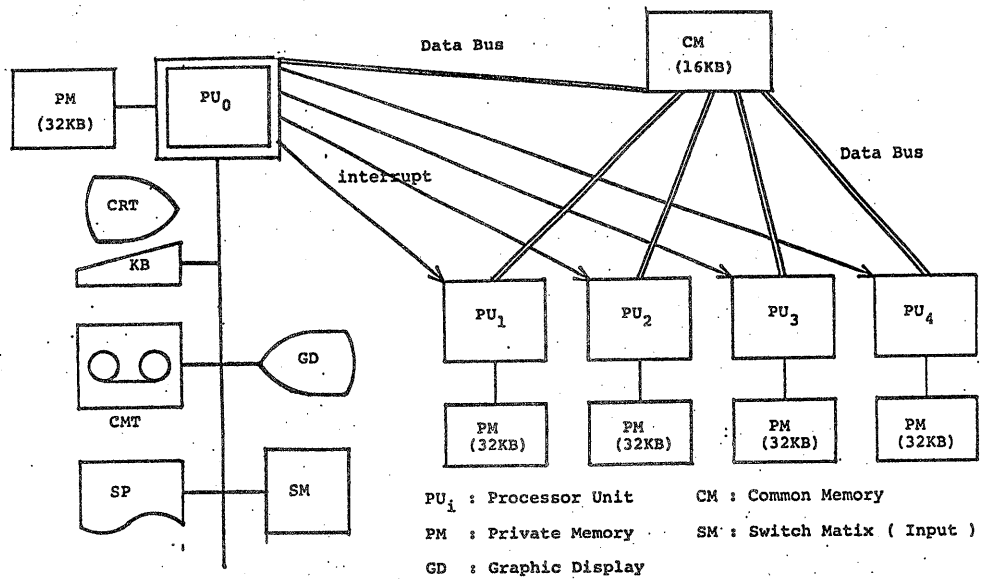 Data Bus
CM
(16KB)
PM
(32KB)
PU0
Data Bus
interrupt
CRT
KB
PU1
PU2
PU3
PU4
GD
CMT
PM
(32KB)
PM
(32KB)
PM
(32KB)
PM
(32KB)
SP
SM
PUi : Processor Unit
CM : Common Memory
PM : Private Memory
SM : Switch Matix ( Input )
GD : Graphic Display